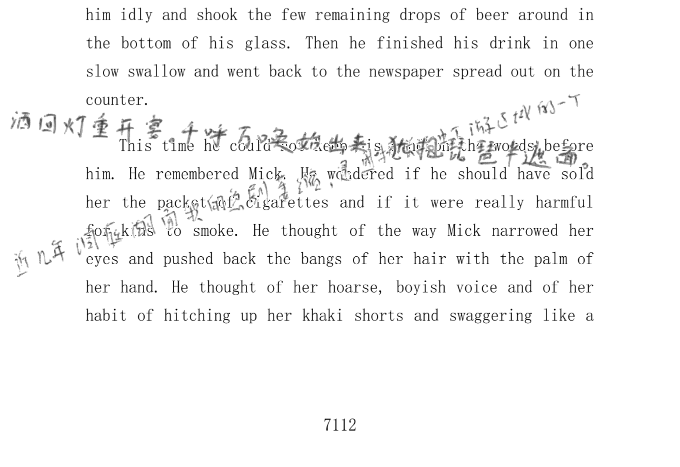 him idly and shook the few remaining drops of beer around in
the bottom of his glass. Then he finished his drink in one
slow swallow and went back to the newspaper spread out on the
counter.
酒回灯重开宴。千呼万唤始出来,犹抱琵琶半遮面。
This time he could not keep his mind on the words before
him. He remembered Mick. He wondered if he should have sold
her the packet of cigarettes and if it were really harmful
for kids to smoke. He thought of the way Mick narrowed her
近几年
eyes and pushed back the bangs of her hair with the palm of
her hand. He thought of her hoarse, boyish voice and of her
habit of hitching up her khaki shorts and swaggering like a
7112